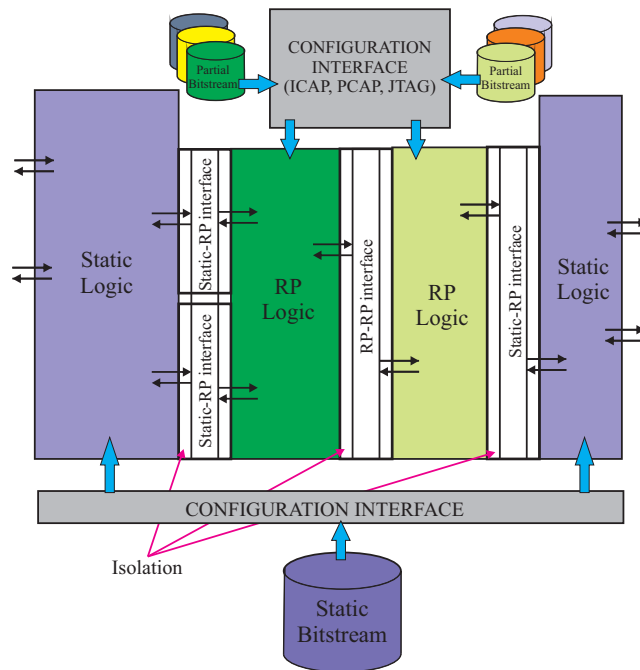 CONFIGURATION
INTERFACE
(ICAP, PCAP, JTAG)
Partial
Bitstream
Partial
Bitstream
Static
Logic
Static-RP interface
Static-RP interface
RP
Logic
RP-RP interface
RP
Logic
Static-RP interface
Static
Logic
CONFIGURATION INTERFACE
Isolation
Static
Bitstream